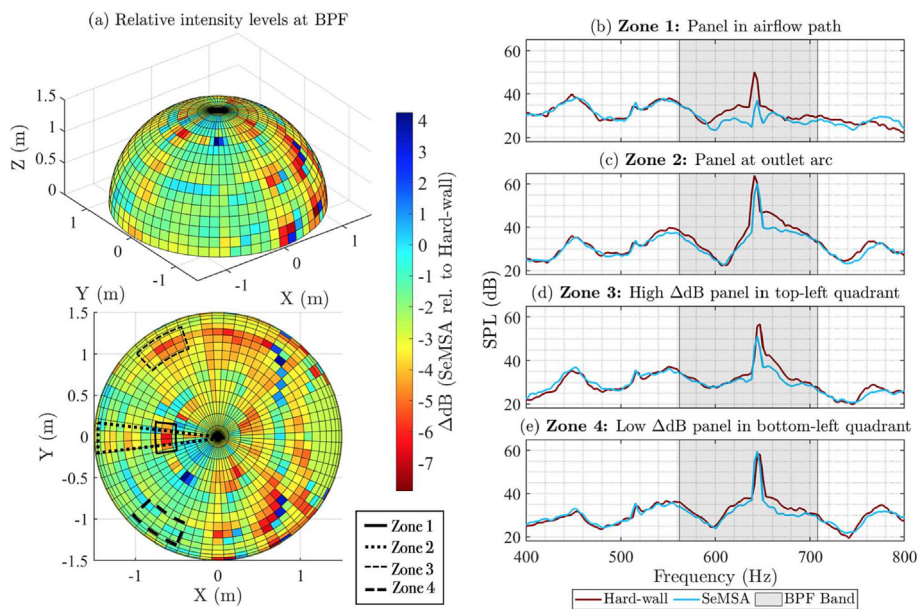 (a) Relative intensity levels at BPF
1.5
1
0.5
0
Z (m)
1
0
-1
Y (m)
-1
0
1
X (m)
4
3
2
1
0
-1
-2
-3
-4
-5
-6
-7
ΔdB (SeMSA rel. to Hard-wall)
1.5
1
0.5
0
-0.5
-1
-1.5
Y (m)
-1
0
1
X (m)
Zone 1
Zone 2
Zone 3
Zone 4
(b) Zone 1: Panel in airflow path
60
40
20
(c) Zone 2: Panel at outlet arc
60
40
20
(d) Zone 3: High ΔdB panel in top-left quadrant
60
40
20
(e) Zone 4: Low ΔdB panel in bottom-left quadrant
60
40
20
SPL (dB)
400 500 600 700 800
Frequency (Hz)
Hard-wall SeMSA BPF Band